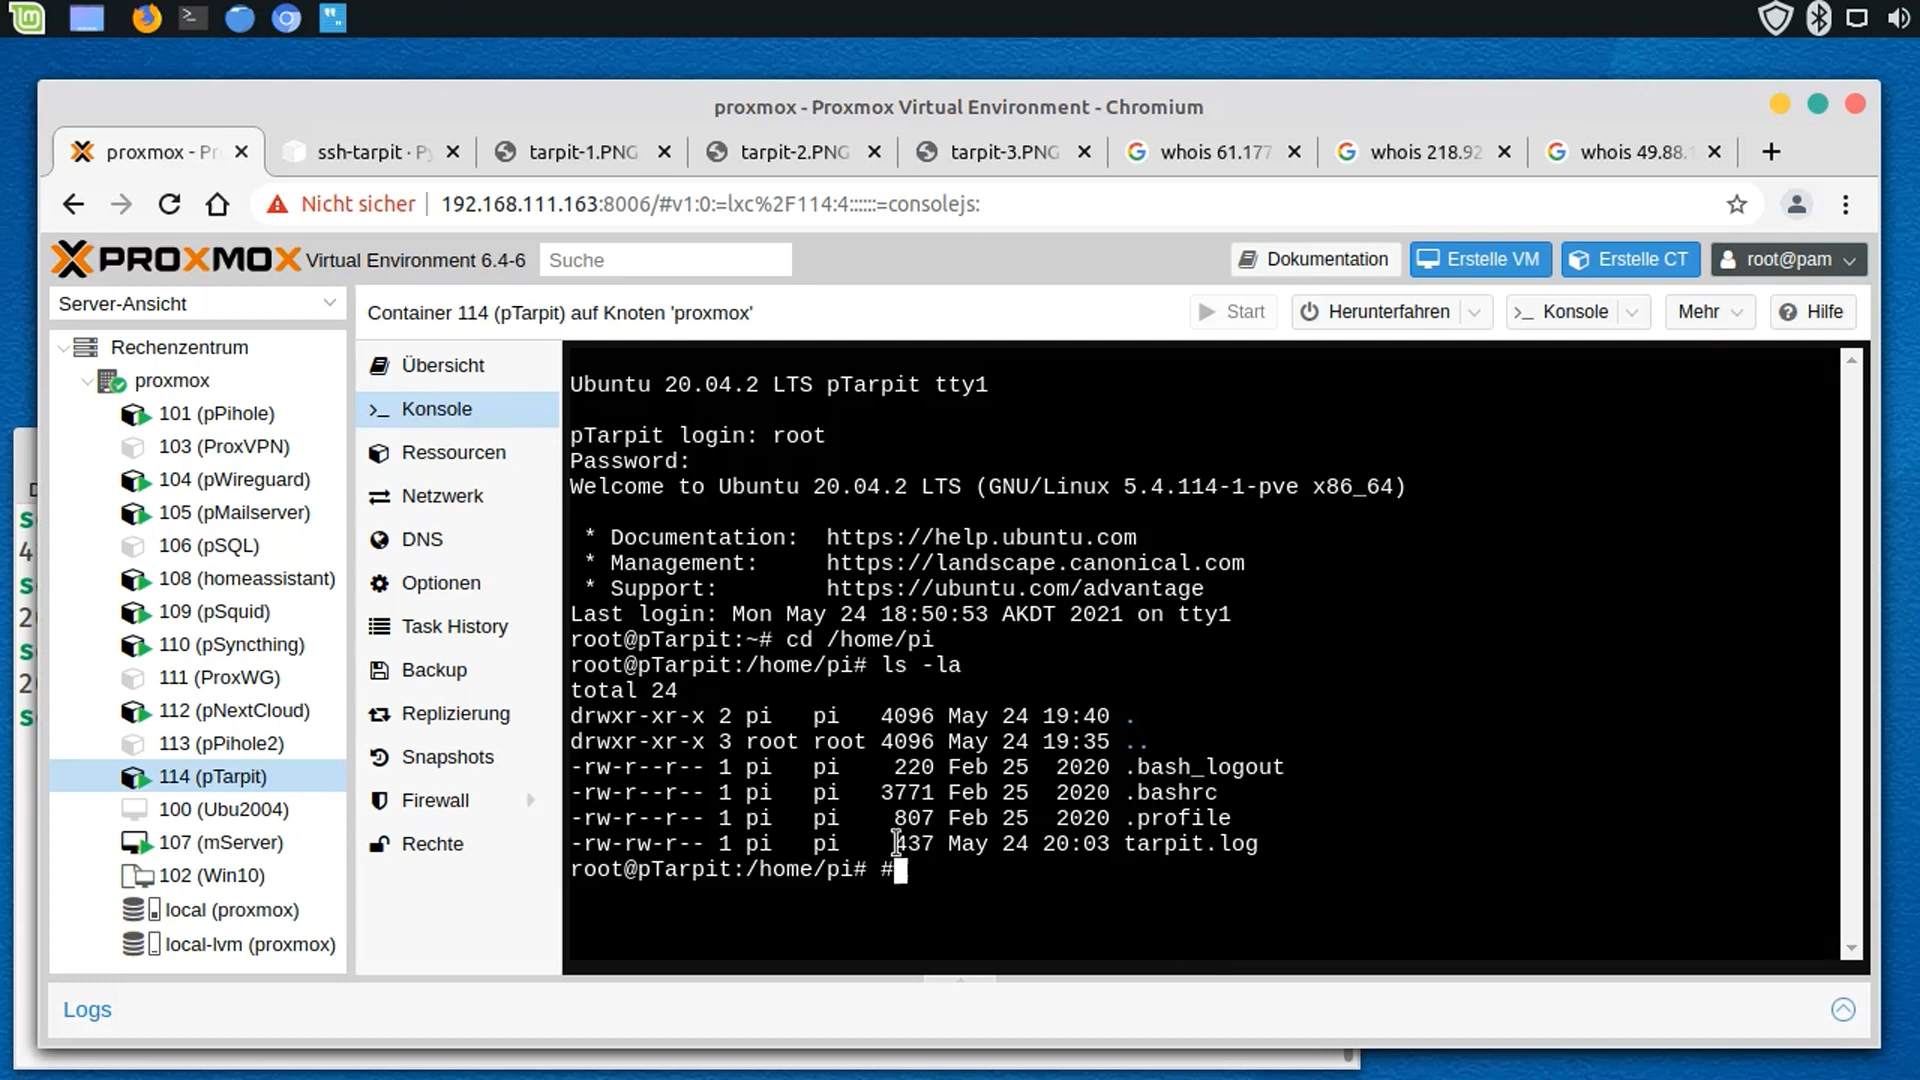 proxmox - Proxmox Virtual Environment - Chromium
proxmox - Pr
ssh-tarpit · Py
tarpit-1.PNG
tarpit-2.PNG
tarpit-3.PNG
whois 61.177
whois 218.92
whois 49.88.1
Nicht sicher
192.168.111.163:8006/#v1:0:=lxc%2F114:4::::::=consolejs:
PROXMOX Virtual Environment 6.4-6
Suche
Dokumentation
Erstelle VM
Erstelle CT
root@pam
Server-Ansicht
Container 114 (pTarpit) auf Knoten 'proxmox'
Start
Herunterfahren
>_ Konsole
Mehr
Hilfe
Rechenzentrum
proxmox
101 (pPihole)
103 (ProxVPN)
104 (pWireguard)
105 (pMailserver)
106 (pSQL)
108 (homeassistant)
109 (pSquid)
110 (pSyncthing)
111 (ProxWG)
112 (pNextCloud)
113 (pPihole2)
114 (pTarpit)
100 (Ubu2004)
107 (mServer)
102 (Win10)
local (proxmox)
local-lvm (proxmox)
Übersicht
>_ Konsole
Ressourcen
Netzwerk
DNS
Optionen
Task History
Backup
Replizierung
Snapshots
Firewall
Rechte
Ubuntu 20.04.2 LTS pTarpit tty1
pTarpit login: root
Password:
Welcome to Ubuntu 20.04.2 LTS (GNU/Linux 5.4.114-1-pve x86_64)
* Documentation:  https://help.ubuntu.com
* Management:     https://landscape.canonical.com
* Support:        https://ubuntu.com/advantage
Last login: Mon May 24 18:50:53 AKDT 2021 on tty1
root@pTarpit:~# cd /home/pi
root@pTarpit:/home/pi# ls -la
total 24
drwxr-xr-x 2 pi   pi   4096 May 24 19:40 .
drwxr-xr-x 3 root root 4096 May 24 19:35 ..
-rw-r--r-- 1 pi   pi    220 Feb 25  2020 .bash_logout
-rw-r--r-- 1 pi   pi   3771 Feb 25  2020 .bashrc
-rw-r--r-- 1 pi   pi    807 Feb 25  2020 .profile
-rw-rw-r-- 1 pi   pi    437 May 24 20:03 tarpit.log
root@pTarpit:/home/pi# #
Logs